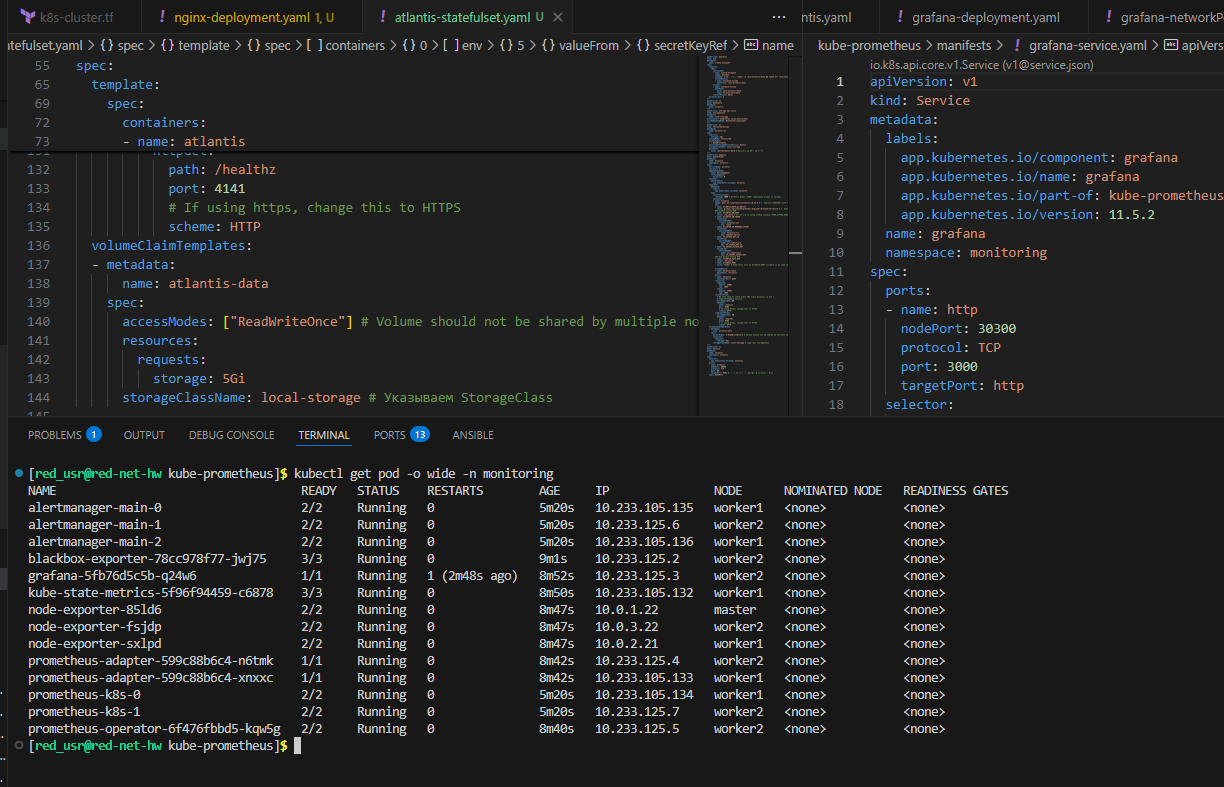 k8s-cluster.tf
! nginx-deployment.yaml 1, U
! atlantis-statefulset.yaml U ×
...
ntis.yaml
! grafana-deployment.yaml
! grafana-networkP
atefulset.yaml > {} spec > {} template > {} spec > [ ] containers > {} 0 > [ ] env > {} 5 > {} valueFrom > {} secretKeyRef > abc name
55 spec:
65 template:
69 spec:
72 containers:
73 - name: atlantis
132 path: /healthz
133 port: 4141
134 # If using https, change this to HTTPS
135 scheme: HTTP
136 volumeClaimTemplates:
137 - metadata:
138 name: atlantis-data
139 spec:
140 accessModes: ["ReadWriteOnce"] # Volume should not be shared by multiple no
141 resources:
142 requests:
143 storage: 5Gi
144 storageClassName: local-storage # Указываем StorageClass
kube-prometheus > manifests > ! grafana-service.yaml > abc apiVers
io.k8s.api.core.v1.Service (v1@service.json)
1 apiVersion: v1
2 kind: Service
3 metadata:
4 labels:
5 app.kubernetes.io/component: grafana
6 app.kubernetes.io/name: grafana
7 app.kubernetes.io/part-of: kube-prometheus
8 app.kubernetes.io/version: 11.5.2
9 name: grafana
10 namespace: monitoring
11 spec:
12 ports:
13 - name: http
14 nodePort: 30300
15 protocol: TCP
16 port: 3000
17 targetPort: http
18 selector:
PROBLEMS 1 OUTPUT DEBUG CONSOLE TERMINAL PORTS 13 ANSIBLE
[red_usr@red-net-hw kube-prometheus]$ kubectl get pod -o wide -n monitoring
NAME READY STATUS RESTARTS AGE IP NODE NOMINATED NODE READINESS GATES
alertmanager-main-0 2/2 Running 0 5m20s 10.233.105.135 worker1 <none> <none>
alertmanager-main-1 2/2 Running 0 5m20s 10.233.125.6 worker2 <none> <none>
alertmanager-main-2 2/2 Running 0 5m20s 10.233.105.136 worker1 <none> <none>
blackbox-exporter-78cc978f77-jwj75 3/3 Running 0 9m1s 10.233.125.2 worker2 <none> <none>
grafana-5fb76d5c5b-q24w6 1/1 Running 1 (2m48s ago) 8m52s 10.233.125.3 worker2 <none> <none>
kube-state-metrics-5f96f94459-c6878 3/3 Running 0 8m50s 10.233.105.132 worker1 <none> <none>
node-exporter-85ld6 2/2 Running 0 8m47s 10.0.1.22 master <none> <none>
node-exporter-fsjdp 2/2 Running 0 8m47s 10.0.3.22 worker2 <none> <none>
node-exporter-sxlpd 2/2 Running 0 8m47s 10.0.2.21 worker1 <none> <none>
prometheus-adapter-599c88b6c4-n6tmk 1/1 Running 0 8m42s 10.233.125.4 worker2 <none> <none>
prometheus-adapter-599c88b6c4-xnxxc 1/1 Running 0 8m42s 10.233.105.133 worker1 <none> <none>
prometheus-k8s-0 2/2 Running 0 5m20s 10.233.105.134 worker1 <none> <none>
prometheus-k8s-1 2/2 Running 0 5m20s 10.233.125.7 worker2 <none> <none>
prometheus-operator-6f476fbbd5-kqw5g 2/2 Running 0 8m40s 10.233.125.5 worker2 <none> <none>
[red_usr@red-net-hw kube-prometheus]$